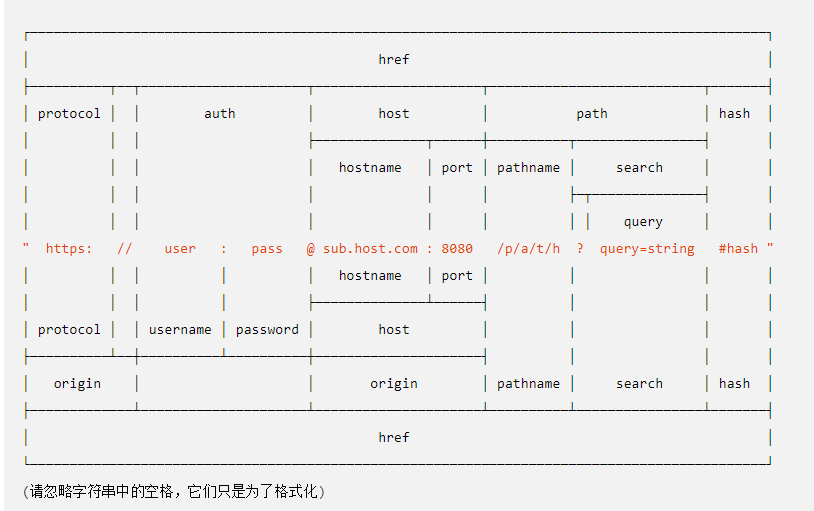 href
protocol auth host path hash
hostname port pathname search
query
" https: // user : pass @ sub.host.com : 8080 /p/a/t/h ? query=string #hash "
hostname port
protocol username password host
origin origin pathname search hash
href
(请忽略字符串中的空格，它们只是为了格式化)